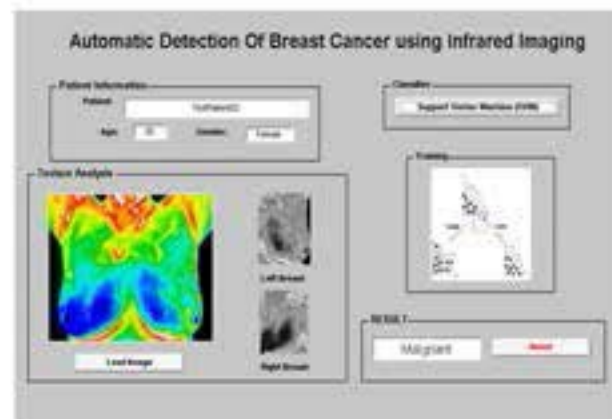 Automatic Detection Of Breast Cancer using Infrared Imaging
Patient Information
Patient
Age:
Gender:
Female
Classifier
Support Vector Machine (SVM)
Texture Analysis
Left Breast
Right Breast
Load Image
Training
RESULT
Malignant